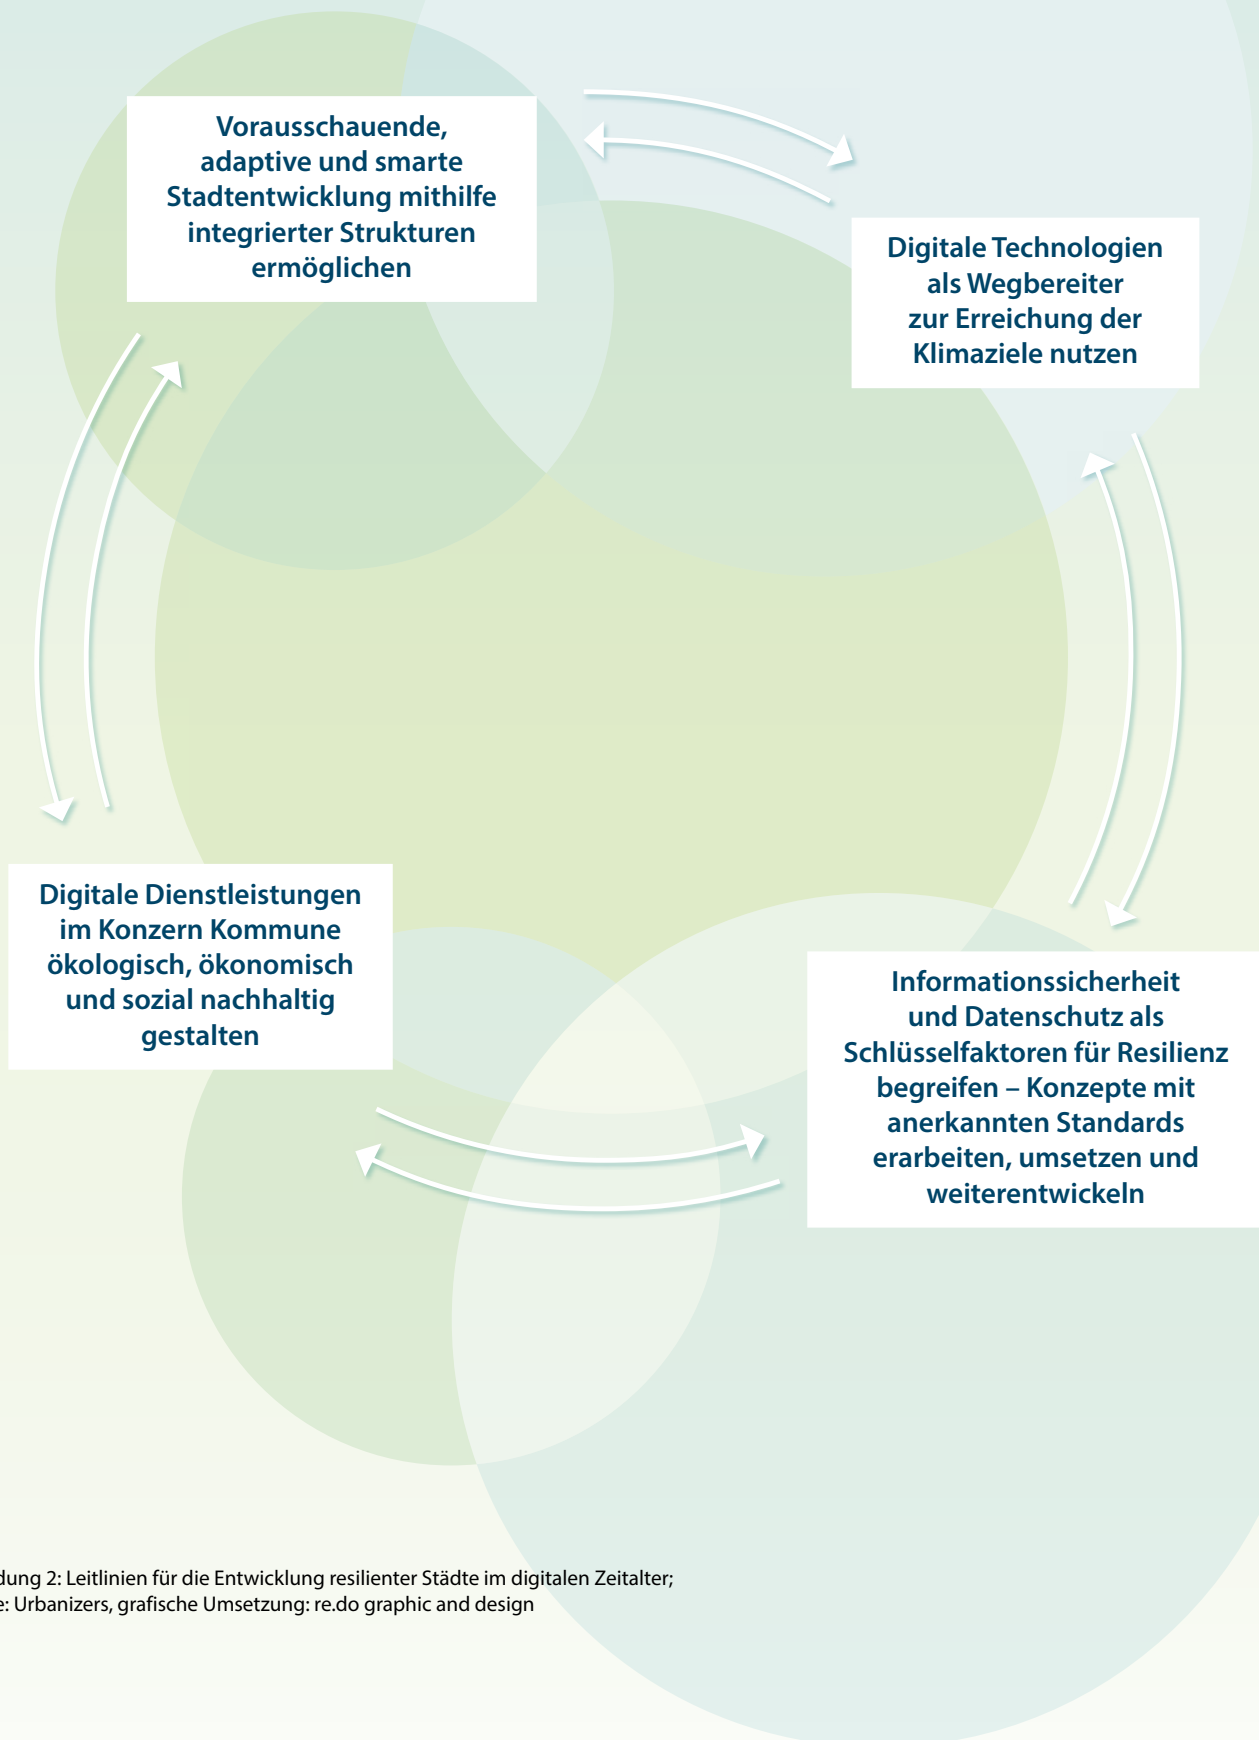 Vorausschauende,
adaptive und smarte
Stadtentwicklung mithilfe
integrierter Strukturen
ermöglichen
Digitale Technologien
als Wegbereiter
zur Erreichung der
Klimaziele nutzen
Digitale Dienstleistungen
im Konzern Kommune
ökologisch, ökonomisch
und sozial nachhaltig
gestalten
Informationssicherheit
und Datenschutz als
Schlüsselfaktoren für Resilienz
begreifen – Konzepte mit
anerkannten Standards
erarbeiten, umsetzen und
weiterentwickeln
dung 2: Leitlinien für die Entwicklung resilienter Städte im digitalen Zeitalter;
e: Urbanizers, grafische Umsetzung: re.do graphic and design